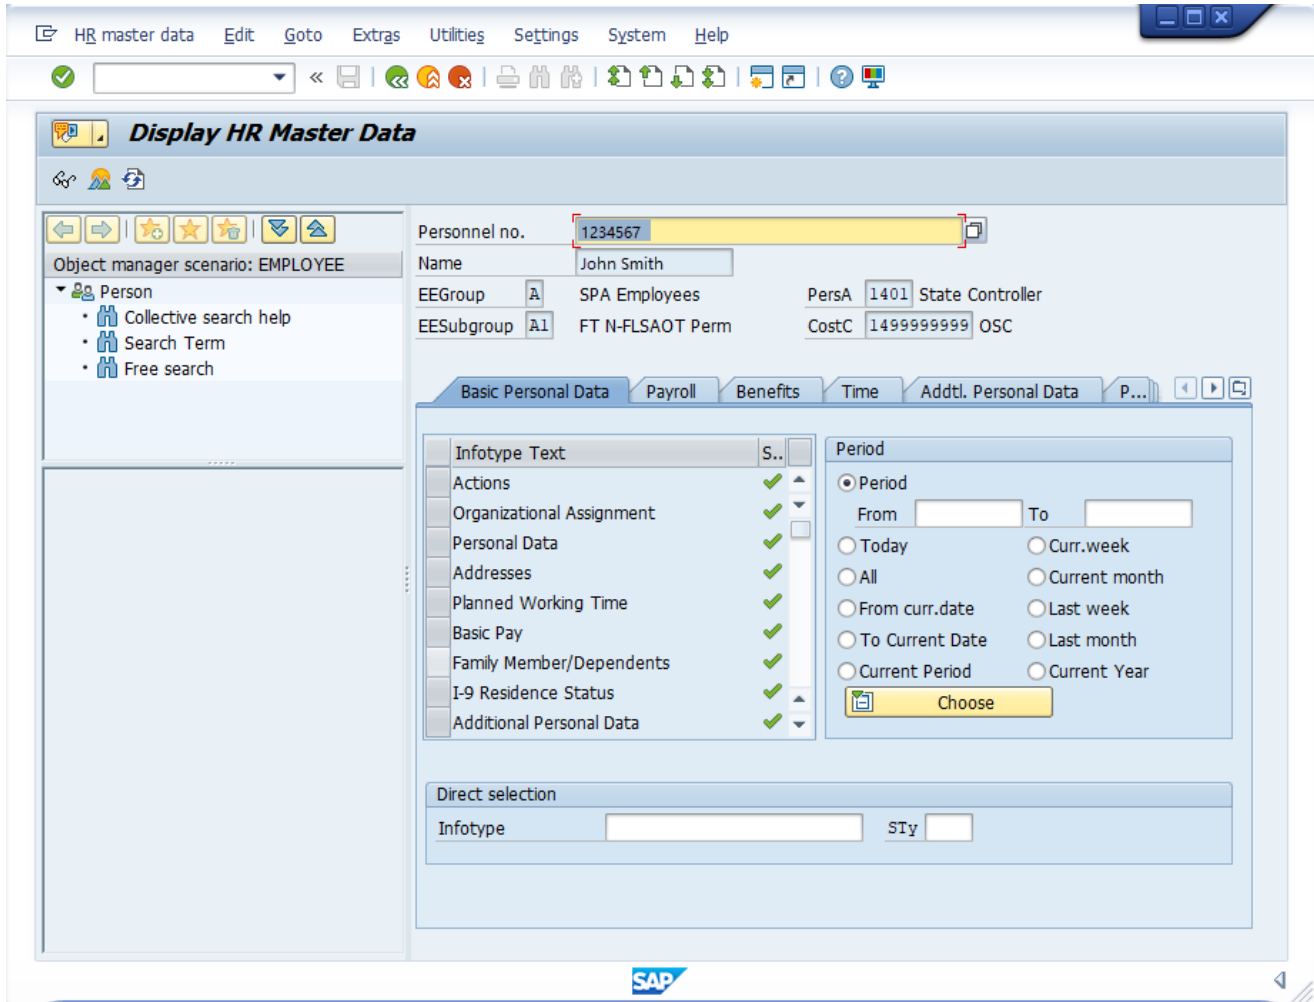 HR master data Edit Goto Extras Utilities Settings System Help
Display HR Master Data
Object manager scenario: EMPLOYEE
Person
Collective search help
Search Term
Free search
Personnel no. 1234567
Name John Smith
EEGroup A SPA Employees PersA 1401 State Controller
EESubgroup A1 FT N-FLSAOT Perm CostC 1499999999 OSC
Basic Personal Data Payroll Benefits Time Addtl. Personal Data P...
Infotype Text S..
Actions
Organizational Assignment
Personal Data
Addresses
Planned Working Time
Basic Pay
Family Member/Dependents
I-9 Residence Status
Additional Personal Data
Period
Period
From To
Today Curr.week
All Current month
From curr.date Last week
To Current Date Last month
Current Period Current Year
Choose
Direct selection
Infotype STy
SAP